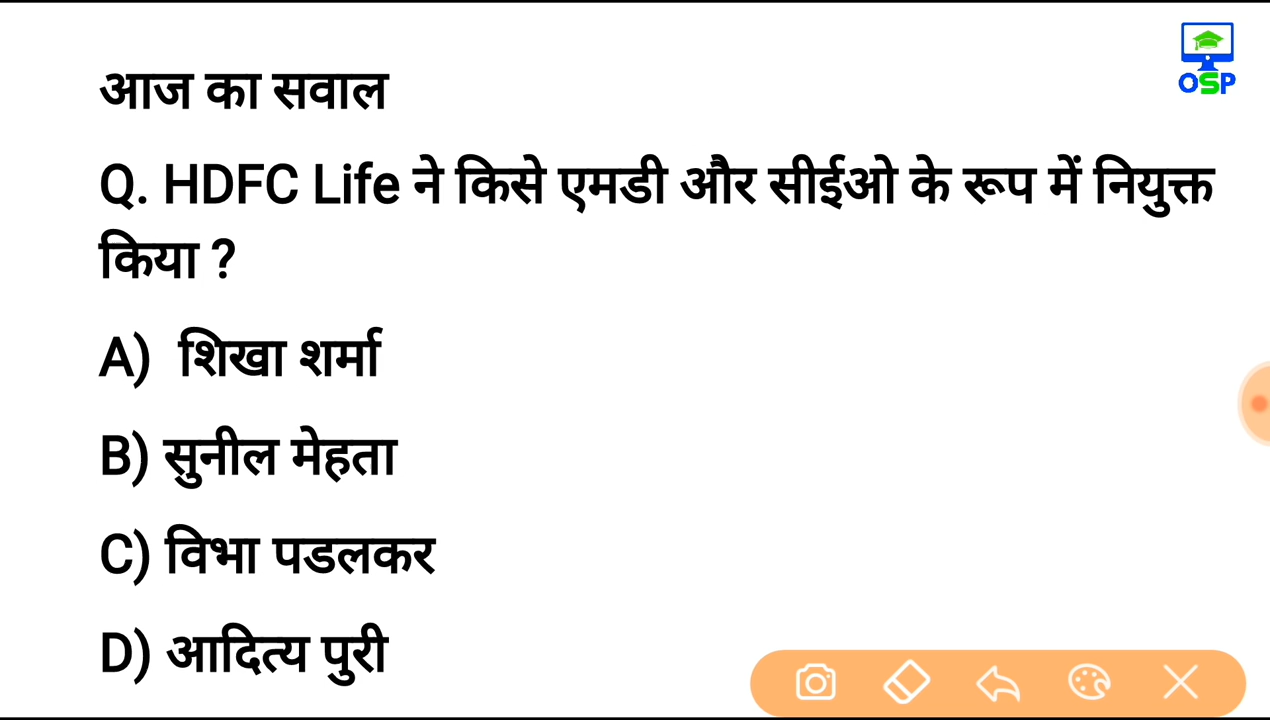 OSP
आज का सवाल
Q. HDFC Life ने किसे एमडी और सीईओ के रूप में नियुक्त
किया ?
A) शिखा शर्मा
B) सुनील मेहता
C) विभा पडलकर
D) आदित्य पुरी